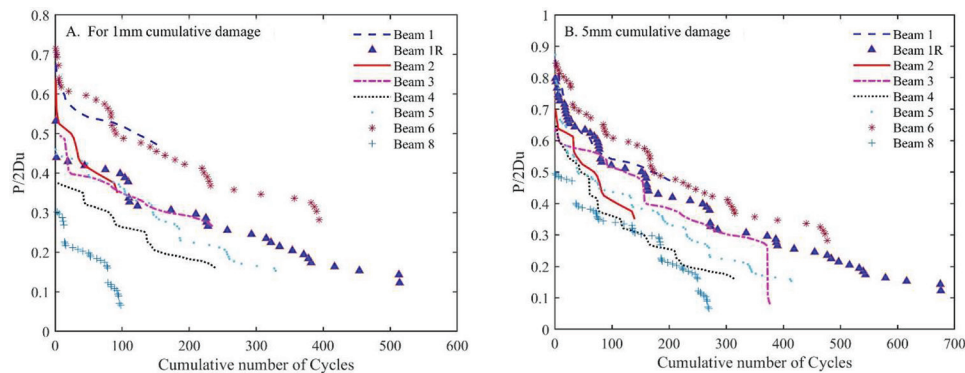 A. For 1mm cumulative damage
Beam 1
Beam 1R
Beam 2
Beam 3
Beam 4
Beam 5
Beam 6
Beam 8
P/2Du
0.8
0.7
0.6
0.5
0.4
0.3
0.2
0.1
0
0 100 200 300 400 500 600
Cumulative number of Cycles
B. 5mm cumulative damage
Beam 1
Beam 1R
Beam 2
Beam 3
Beam 4
Beam 5
Beam 6
Beam 8
P/2Du
1
0.9
0.8
0.7
0.6
0.5
0.4
0.3
0.2
0.1
0
0 100 200 300 400 500 600 700
Cumulative number of Cycles